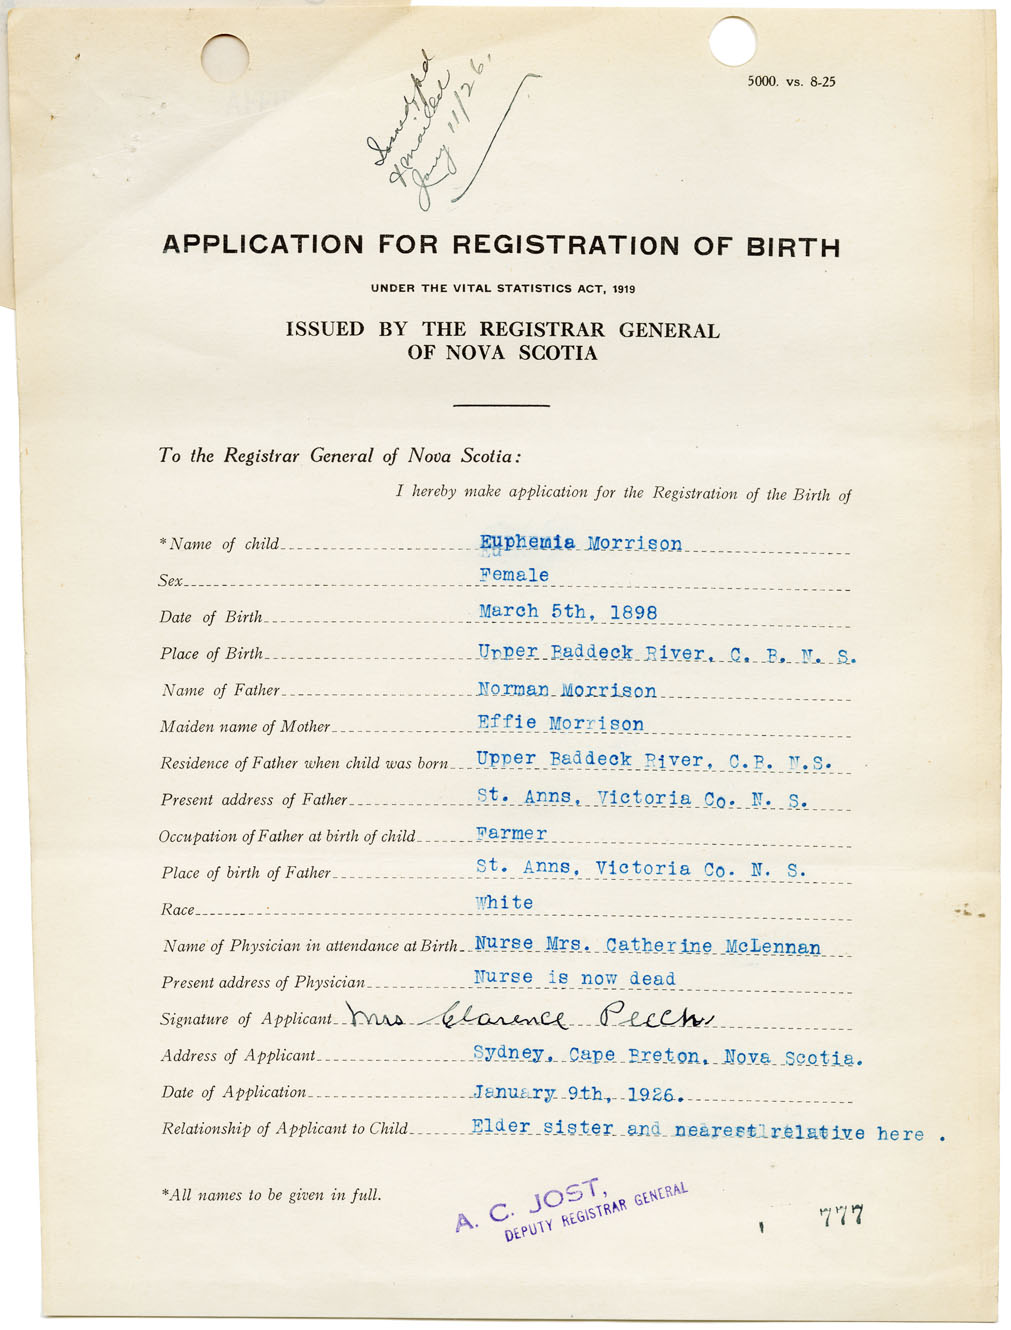 5000. vs. 8-25
Issued pd
& mailed
Jany 11/26.
APPLICATION FOR REGISTRATION OF BIRTH
UNDER THE VITAL STATISTICS ACT, 1919
ISSUED BY THE REGISTRAR GENERAL
OF NOVA SCOTIA
To the Registrar General of Nova Scotia:
I hereby make application for the Registration of the Birth of
*Name of child Euphemia Morrison
Sex Female
Date of Birth March 5th, 1898
Place of Birth Upper Baddeck River, C. B. N. S.
Name of Father Norman Morrison
Maiden name of Mother Effie Morrison
Residence of Father when child was born Upper Baddeck River, C.B. N.S.
Present address of Father St. Anns, Victoria Co. N. S.
Occupation of Father at birth of child Farmer
Place of birth of Father St. Anns, Victoria Co. N. S.
Race White
Name of Physician in attendance at Birth Nurse Mrs. Catherine McLennan
Present address of Physician Nurse is now dead
Signature of Applicant Mrs Clarence Peech
Address of Applicant Sydney, Cape Breton, Nova Scotia.
Date of Application January 9th, 1926.
Relationship of Applicant to Child Elder sister and nearest relative here .
*All names to be given in full.
A. C. JOST,
DEPUTY REGISTRAR GENERAL
777